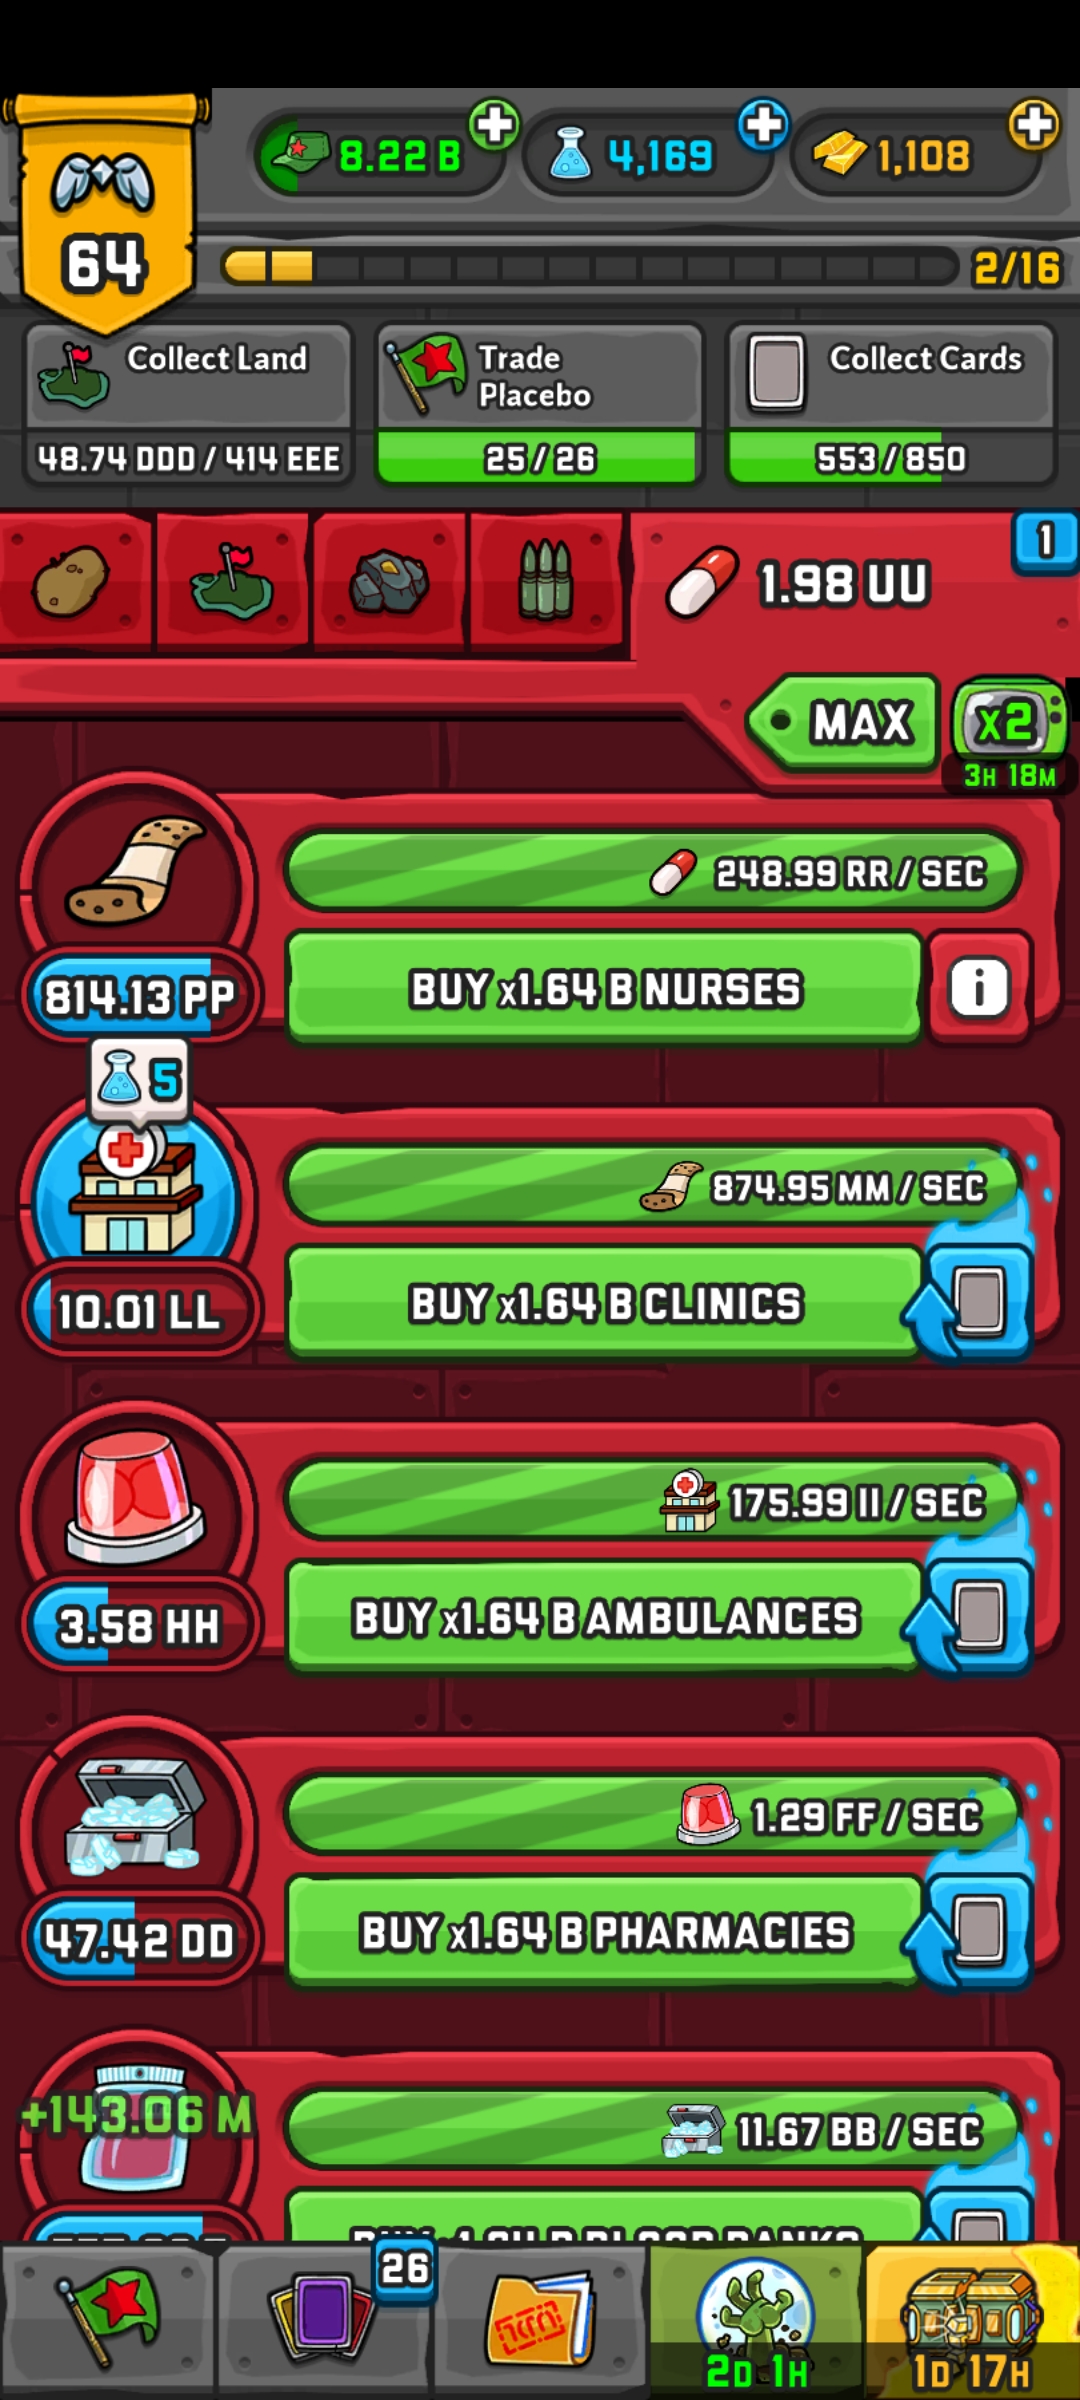 8.22 B
4,169
1,108
64
2/16
Collect Land
48.74 DDD / 414 EEE
Trade
Placebo
25 / 26
Collect Cards
553 / 850
1.98 UU
1
MAX
x2
3H 18M
248.99 RR / SEC
814.13 PP
BUY x1.64 B NURSES
i
5
874.95 MM / SEC
10.01 LL
BUY x1.64 B CLINICS
175.99 II / SEC
3.58 HH
BUY x1.64 B AMBULANCES
1.29 FF / SEC
47.42 DD
BUY x1.64 B PHARMACIES
+143.06 M
11.67 BB / SEC
BLOOD BANKS
26
2D 1H
1D 17H